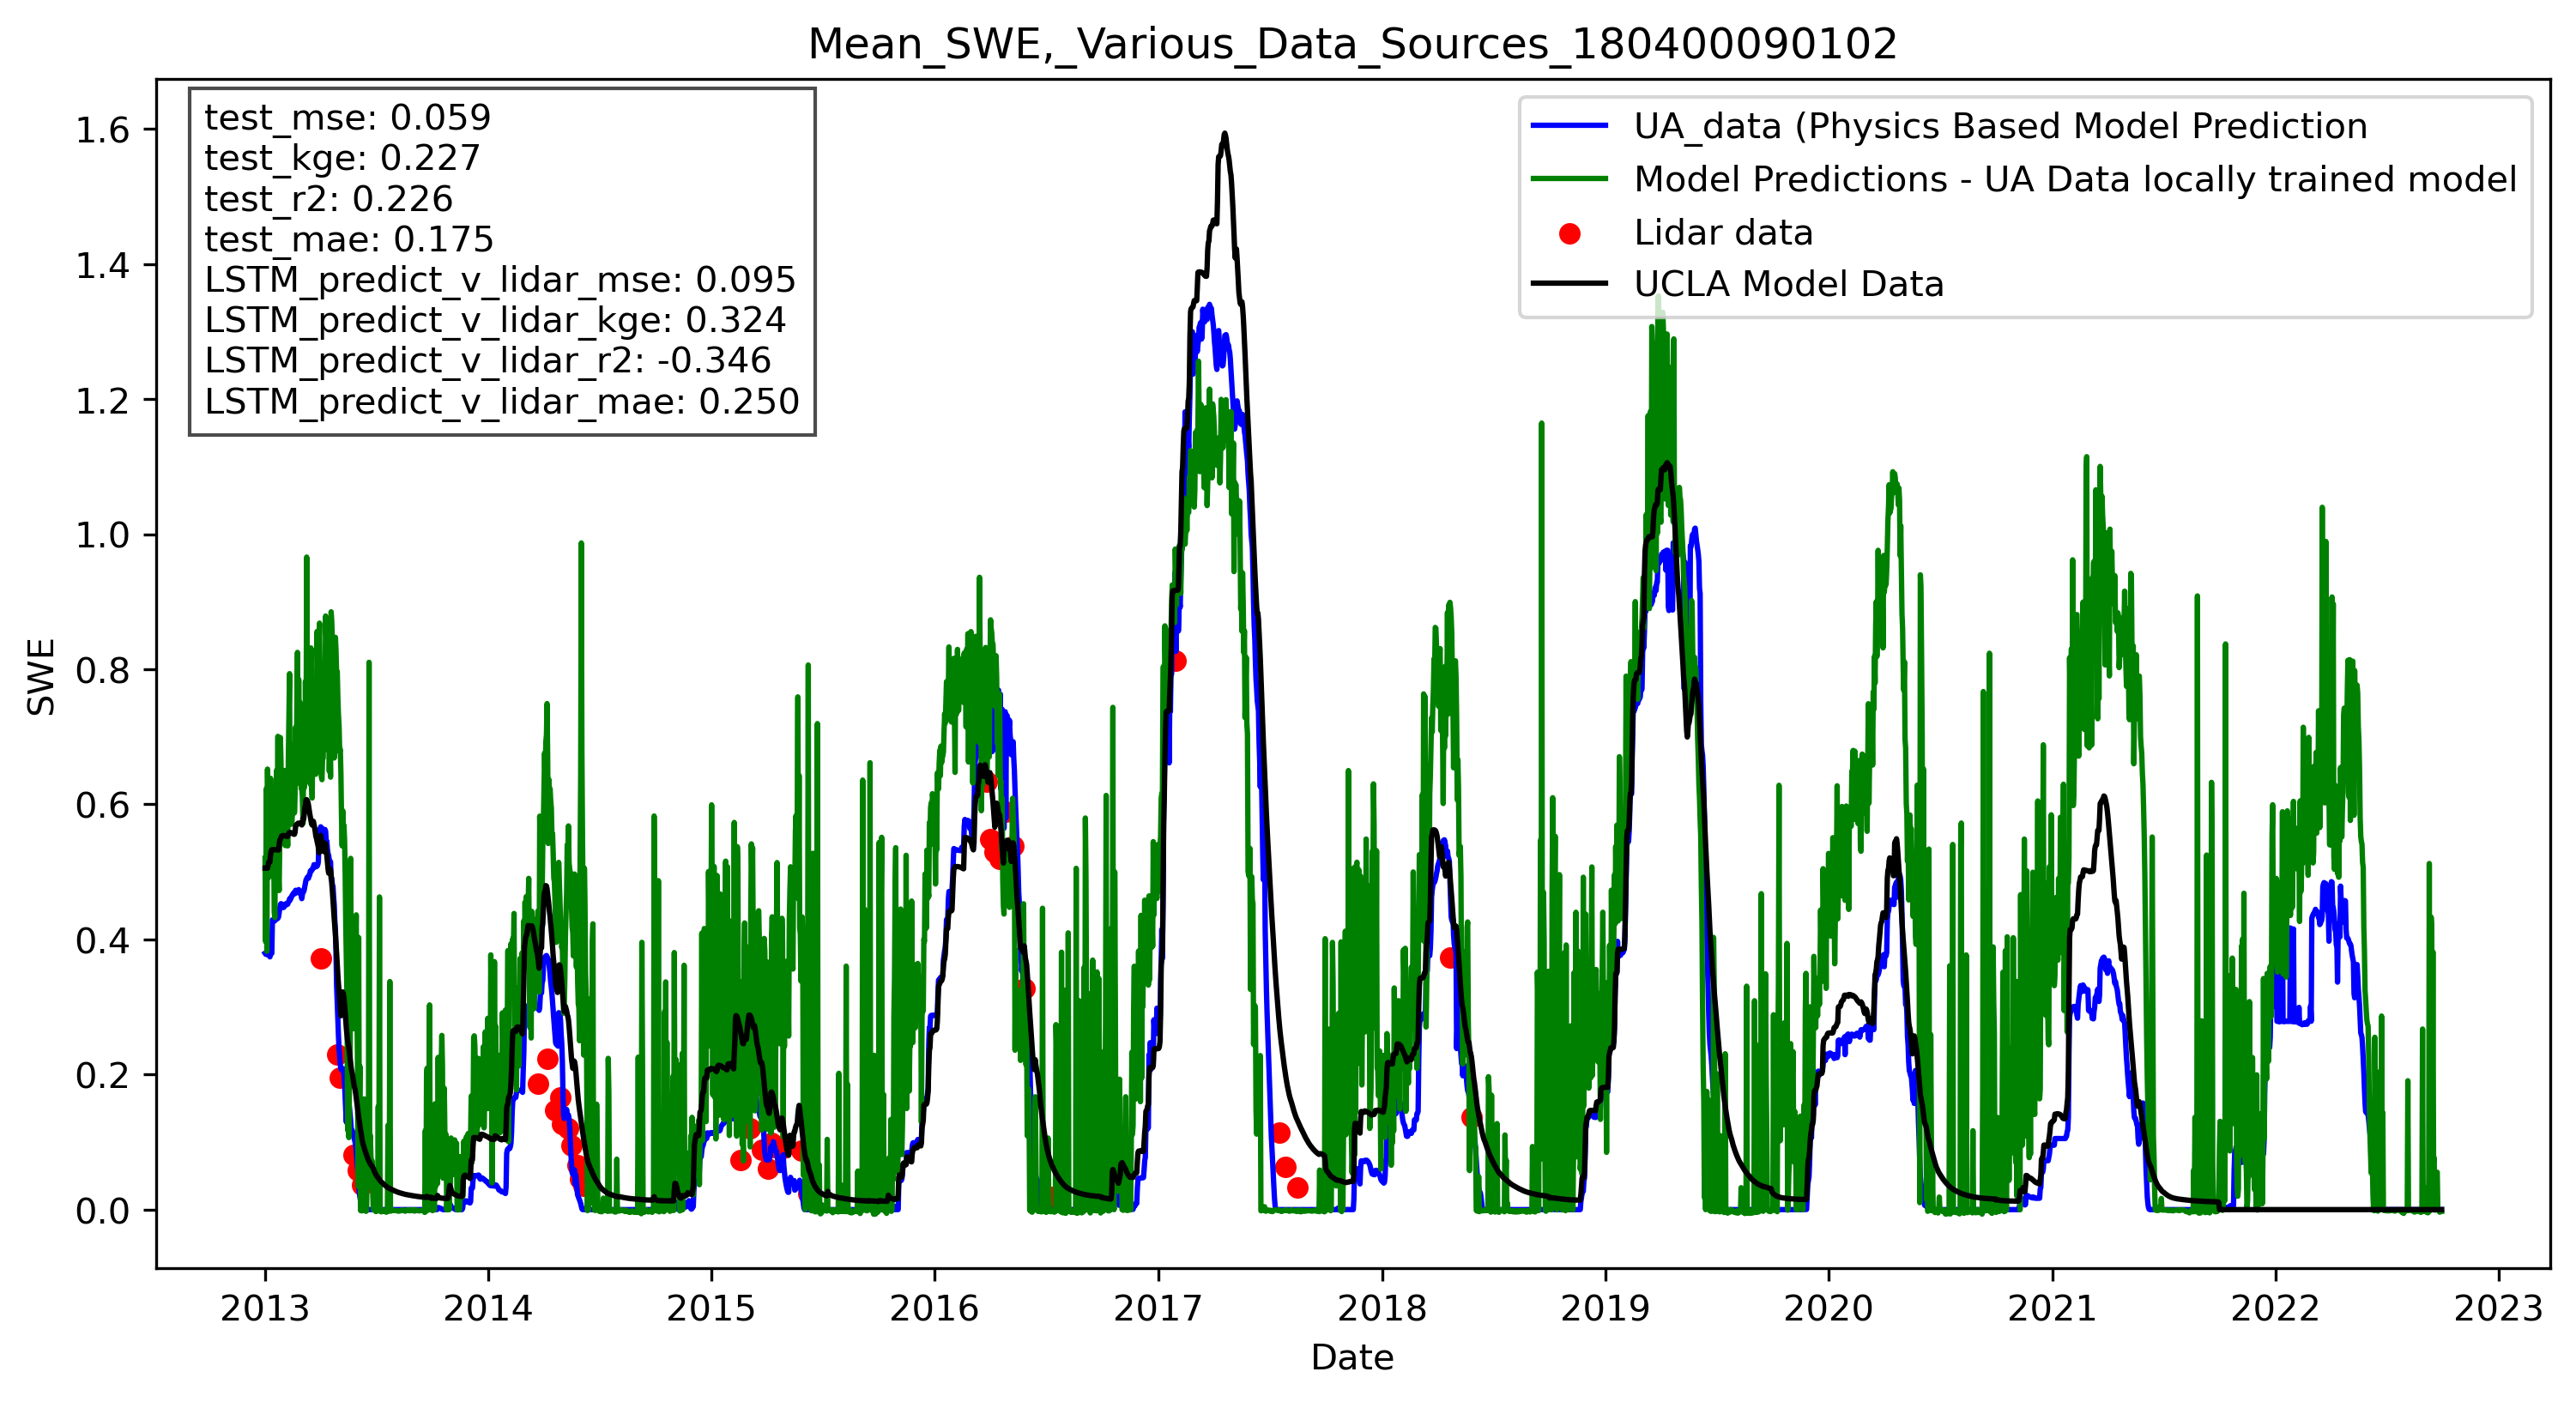 Mean_SWE,_Various_Data_Sources_180400090102
test_mse: 0.059
test_kge: 0.227
test_r2: 0.226
test_mae: 0.175
LSTM_predict_v_lidar_mse: 0.095
LSTM_predict_v_lidar_kge: 0.324
LSTM_predict_v_lidar_r2: -0.346
LSTM_predict_v_lidar_mae: 0.250
UA_data (Physics Based Model Prediction
Model Predictions - UA Data locally trained model
Lidar data
UCLA Model Data
SWE
1.6
1.4
1.2
1.0
0.8
0.6
0.4
0.2
0.0
2013 2014 2015 2016 2017 2018 2019 2020 2021 2022 2023
Date